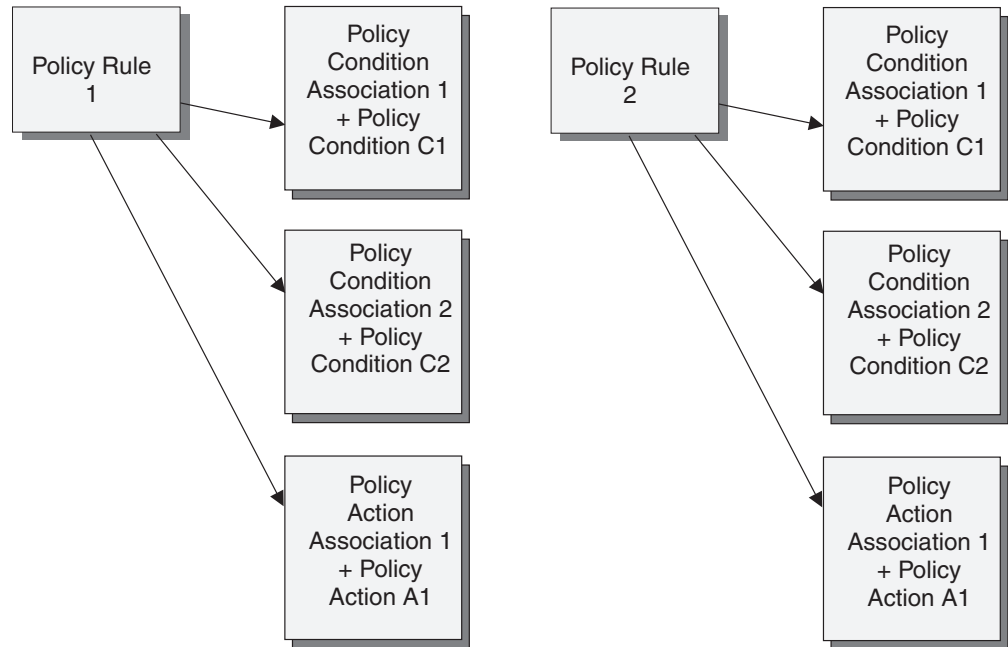 Policy Rule
1
Policy
Condition
Association 1
+ Policy
Condition C1
Policy
Condition
Association 2
+ Policy
Condition C2
Policy
Action
Association 1
+ Policy
Action A1
Policy Rule
2
Policy
Condition
Association 1
+ Policy
Condition C1
Policy
Condition
Association 2
+ Policy
Condition C2
Policy
Action
Association 1
+ Policy
Action A1